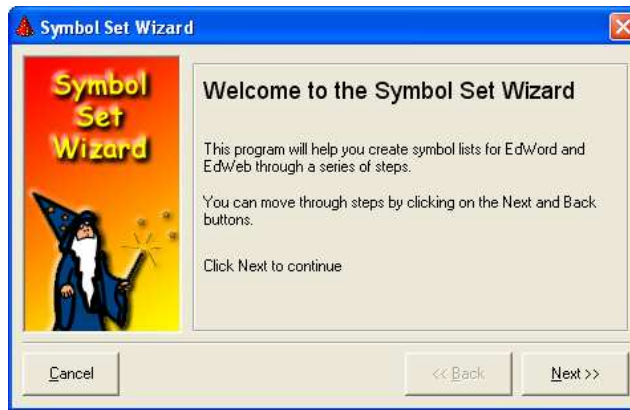 Symbol Set Wizard
Symbol
Set
Wizard
Welcome to the Symbol Set Wizard
This program will help you create symbol lists for EdWord and
EdWeb through a series of steps.
You can move through steps by clicking on the Next and Back
buttons.
Click Next to continue
Cancel
<< Back
Next >>